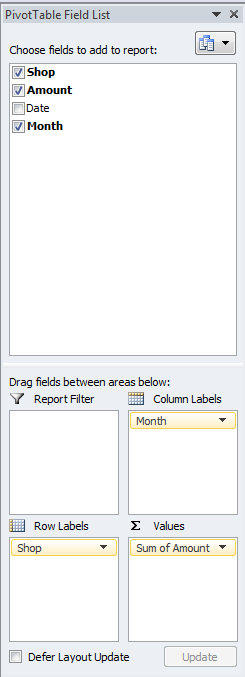 PivotTable Field List
Choose fields to add to report:
Shop
Amount
Date
Month
Drag fields between areas below:
Report Filter
Column Labels
Month
Row Labels
Σ Values
Shop
Sum of Amount
Defer Layout Update
Update